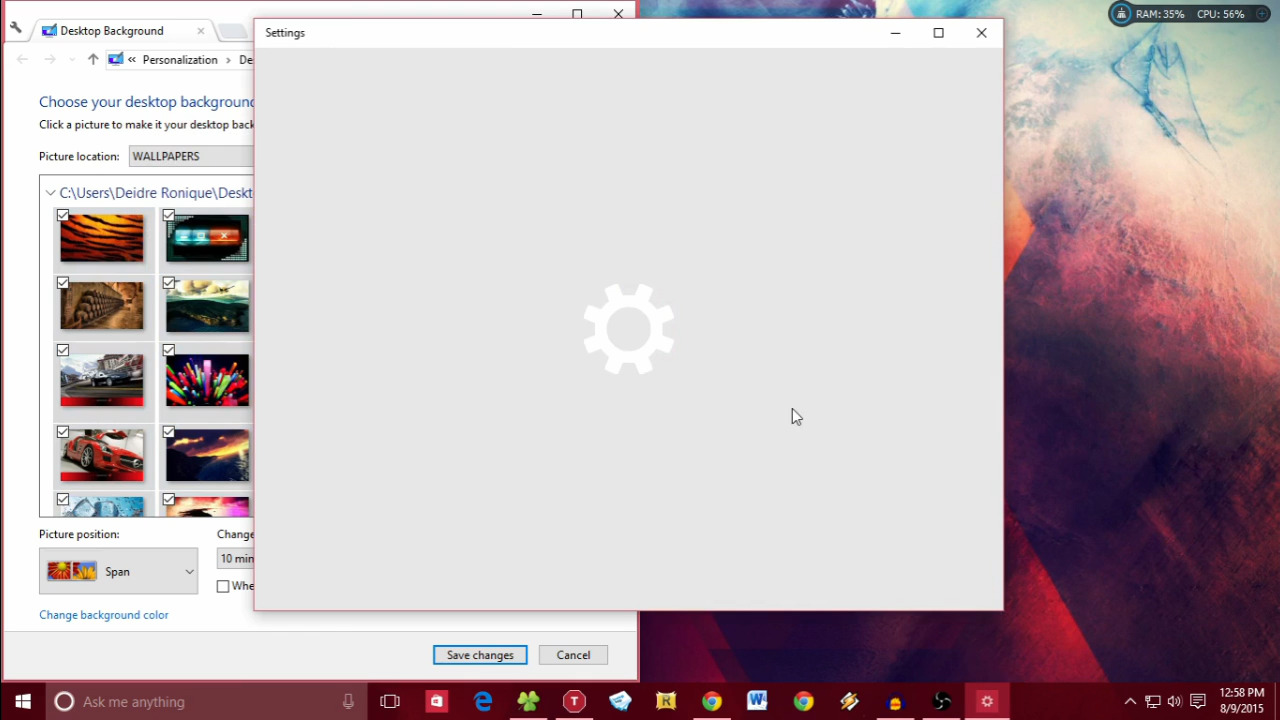 RAM: 35% CPU: 56%
Desktop Background
Settings
« Personalization › De
Choose your desktop background
Click a picture to make it your desktop back
Picture location: WALLPAPERS
C:\Users\Deidre Ronique\Deskt
Picture position:
Change
Span
10 min
Whe
Change background color
Save changes
Cancel
Ask me anything
T
R
W
12:58 PM
8/9/2015